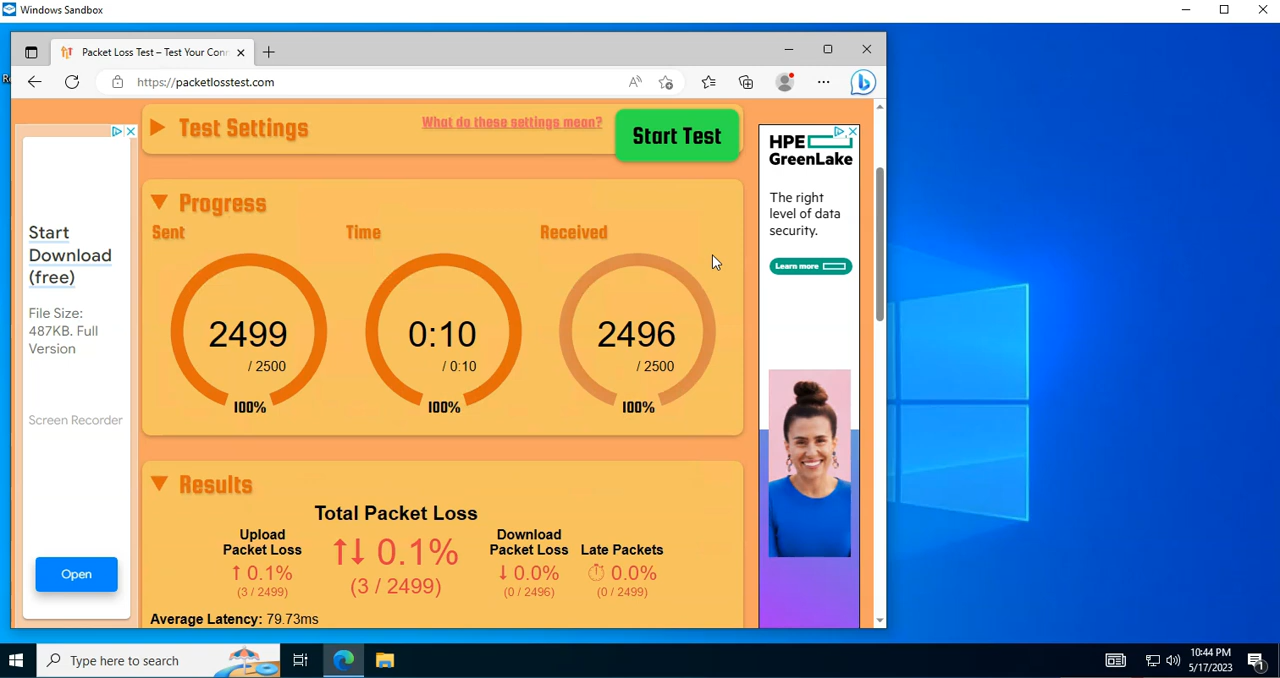 Windows Sandbox
Packet Loss Test – Test Your Conn
https://packetlosstest.com
Test Settings
What do these settings mean?
Start Test
Progress
Sent
Time
Received
2499
/ 2500
100%
0:10
/ 0:10
100%
2496
/ 2500
100%
Results
Total Packet Loss
Upload
Packet Loss
↑ 0.1%
(3 / 2499)
↑↓ 0.1%
(3 / 2499)
Download
Packet Loss
↓ 0.0%
(0 / 2496)
Late Packets
0.0%
(0 / 2499)
Average Latency: 79.73ms
Start
Download
(free)
File Size:
487KB. Full
Version
Screen Recorder
Open
HPE
GreenLake
The right
level of data
security.
Learn more
Type here to search
10:44 PM
5/17/2023
1